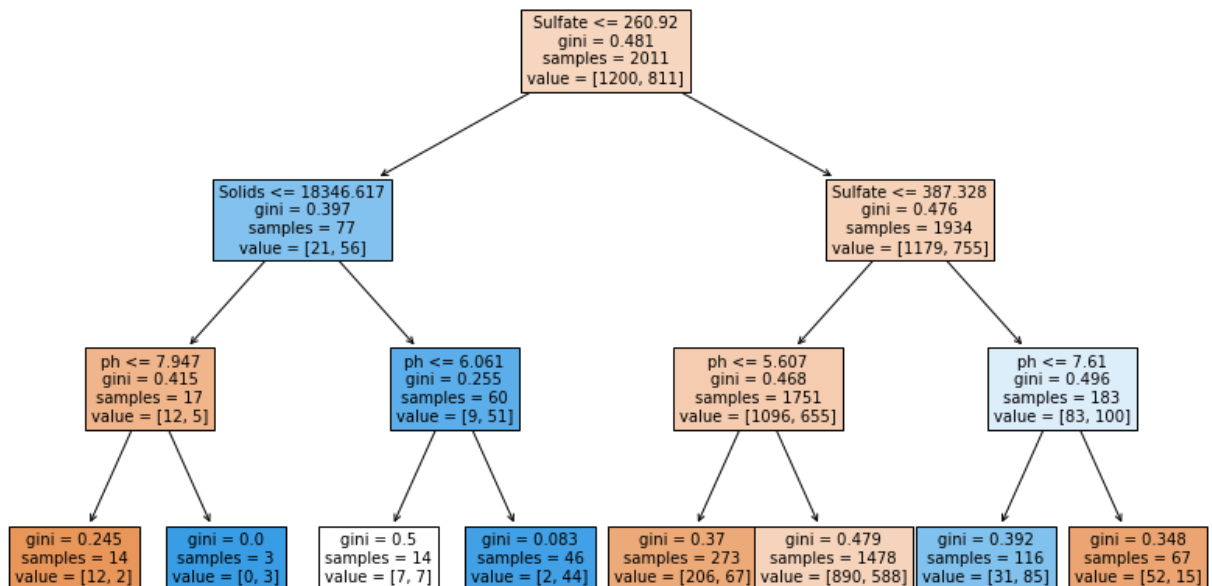 Sulfate <= 260.92
gini = 0.481
samples = 2011
value = [1200, 811]
Solids <= 18346.617
gini = 0.397
samples = 77
value = [21, 56]
Sulfate <= 387.328
gini = 0.476
samples = 1934
value = [1179, 755]
ph <= 7.947
gini = 0.415
samples = 17
value = [12, 5]
ph <= 6.061
gini = 0.255
samples = 60
value = [9, 51]
ph <= 5.607
gini = 0.468
samples = 1751
value = [1096, 655]
ph <= 7.61
gini = 0.496
samples = 183
value = [83, 100]
gini = 0.245
samples = 14
value = [12, 2]
gini = 0.0
samples = 3
value = [0, 3]
gini = 0.5
samples = 14
value = [7, 7]
gini = 0.083
samples = 46
value = [2, 44]
gini = 0.37
samples = 273
value = [206, 67]
gini = 0.479
samples = 1478
value = [890, 588]
gini = 0.392
samples = 116
value = [31, 85]
gini = 0.348
samples = 67
value = [52, 15]